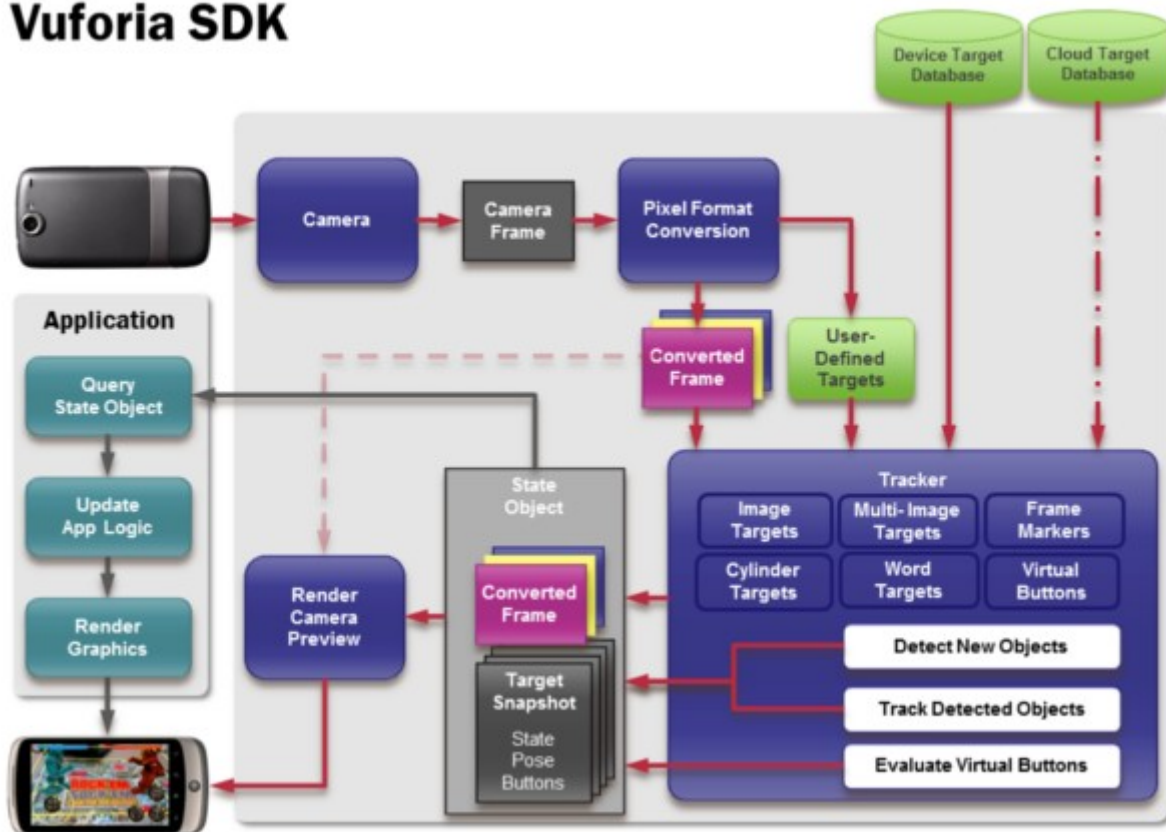 Vuforia SDK
Device Target
Database
Cloud Target
Database
Camera
Camera
Frame
Pixel Format
Conversion
Application
Query
State Object
Update
App Logic
Render
Graphics
Converted
Frame
User-
Defined
Targets
Render
Camera
Preview
State
Object
Converted
Frame
Target
Snapshot
State
Pose
Buttons
Tracker
Image
Targets
Multi-Image
Targets
Frame
Markers
Cylinder
Targets
Word
Targets
Virtual
Buttons
Detect New Objects
Track Detected Objects
Evaluate Virtual Buttons